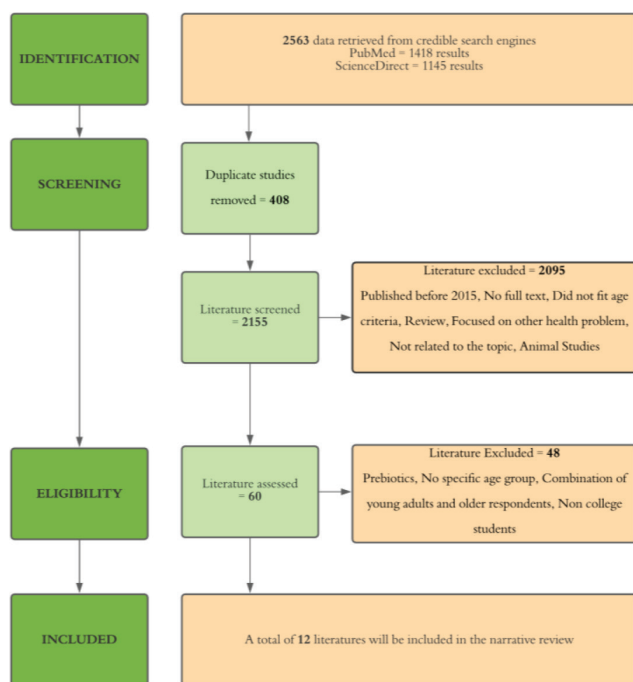 IDENTIFICATION
2563 data retrieved from credible search engines
PubMed = 1418 results
ScienceDirect = 1145 results
SCREENING
Duplicate studies
removed = 408
Literature screened
= 2155
Literature excluded = 2095
Published before 2015, No full text, Did not fit age
criteria, Review, Focused on other health problem,
Not related to the topic, Animal Studies
ELIGIBILITY
Literature assessed
= 60
Literature Excluded = 48
Prebiotics, No specific age group, Combination of
young adults and older respondents, Non college
students
INCLUDED
A total of 12 literatures will be included in the narrative review